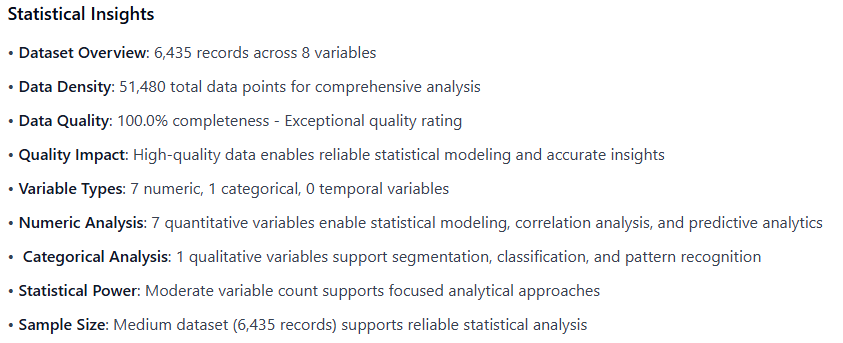 Statistical Insights
• Dataset Overview: 6,435 records across 8 variables
• Data Density: 51,480 total data points for comprehensive analysis
• Data Quality: 100.0% completeness - Exceptional quality rating
• Quality Impact: High-quality data enables reliable statistical modeling and accurate insights
• Variable Types: 7 numeric, 1 categorical, 0 temporal variables
• Numeric Analysis: 7 quantitative variables enable statistical modeling, correlation analysis, and predictive analytics
• Categorical Analysis: 1 qualitative variables support segmentation, classification, and pattern recognition
• Statistical Power: Moderate variable count supports focused analytical approaches
• Sample Size: Medium dataset (6,435 records) supports reliable statistical analysis